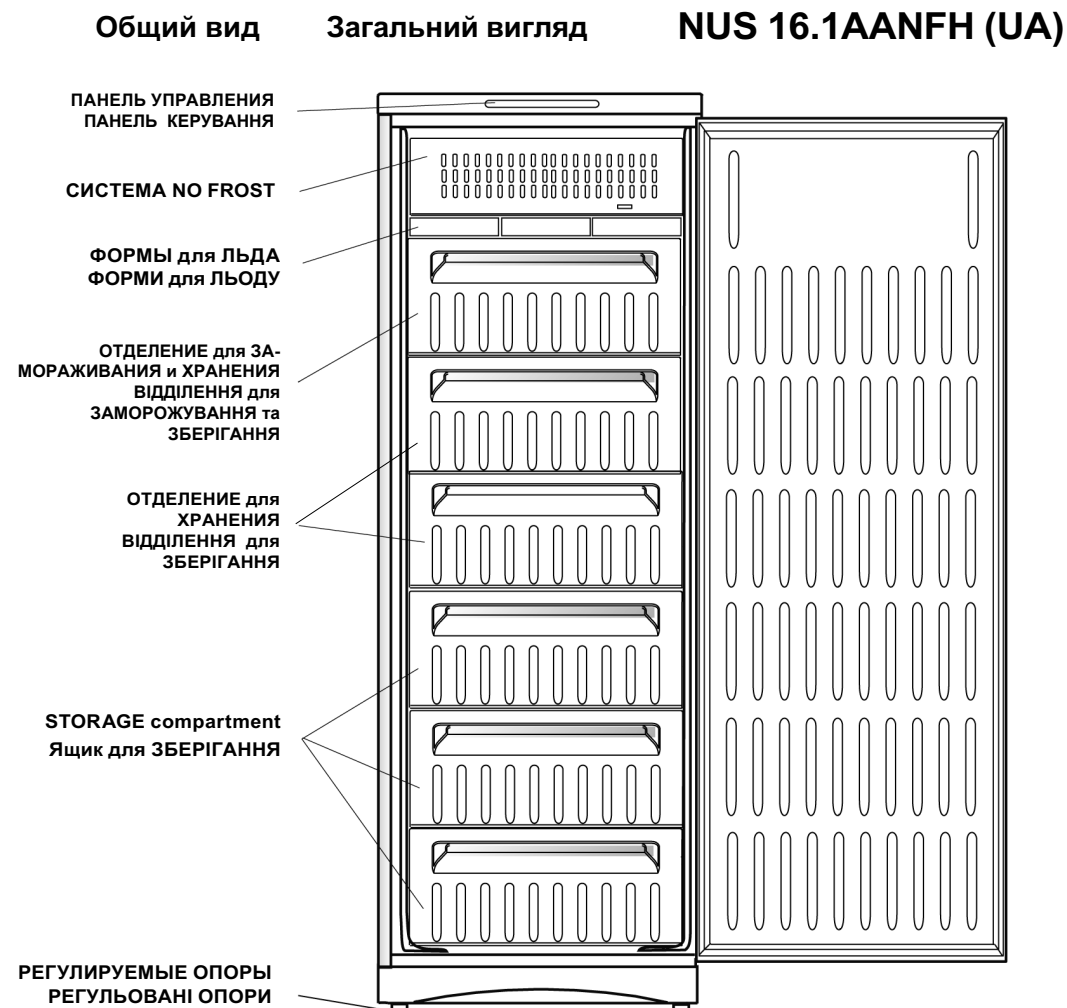 Общий вид Загальний вигляд NUS 16.1AANFH (UA)
ПАНЕЛЬ УПРАВЛЕНИЯ
ПАНЕЛЬ КЕРУВАННЯ
СИСТЕМА NO FROST
ФОРМЫ для ЛЬДА
ФОРМИ для ЛЬОДУ
ОТДЕЛЕНИЕ для ЗА-
МОРАЖИВАНИЯ и ХРАНЕНИЯ
ВІДДІЛЕННЯ для
ЗАМОРОЖУВАННЯ та
ЗБЕРІГАННЯ
ОТДЕЛЕНИЕ для
ХРАНЕНИЯ
ВІДДІЛЕННЯ для
ЗБЕРІГАННЯ
STORAGE compartment
Ящик для ЗБЕРІГАННЯ
РЕГУЛИРУЕМЫЕ ОПОРЫ
РЕГУЛЬОВАНІ ОПОРИ